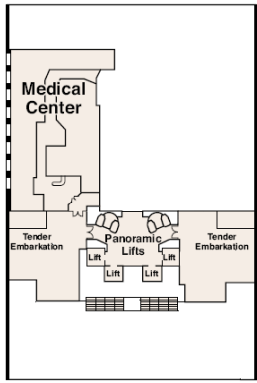 Medical
Center
Panoramic
Lifts
Tender
Embarkation
Tender
Embarkation
Lift
Lift
Lift
Lift